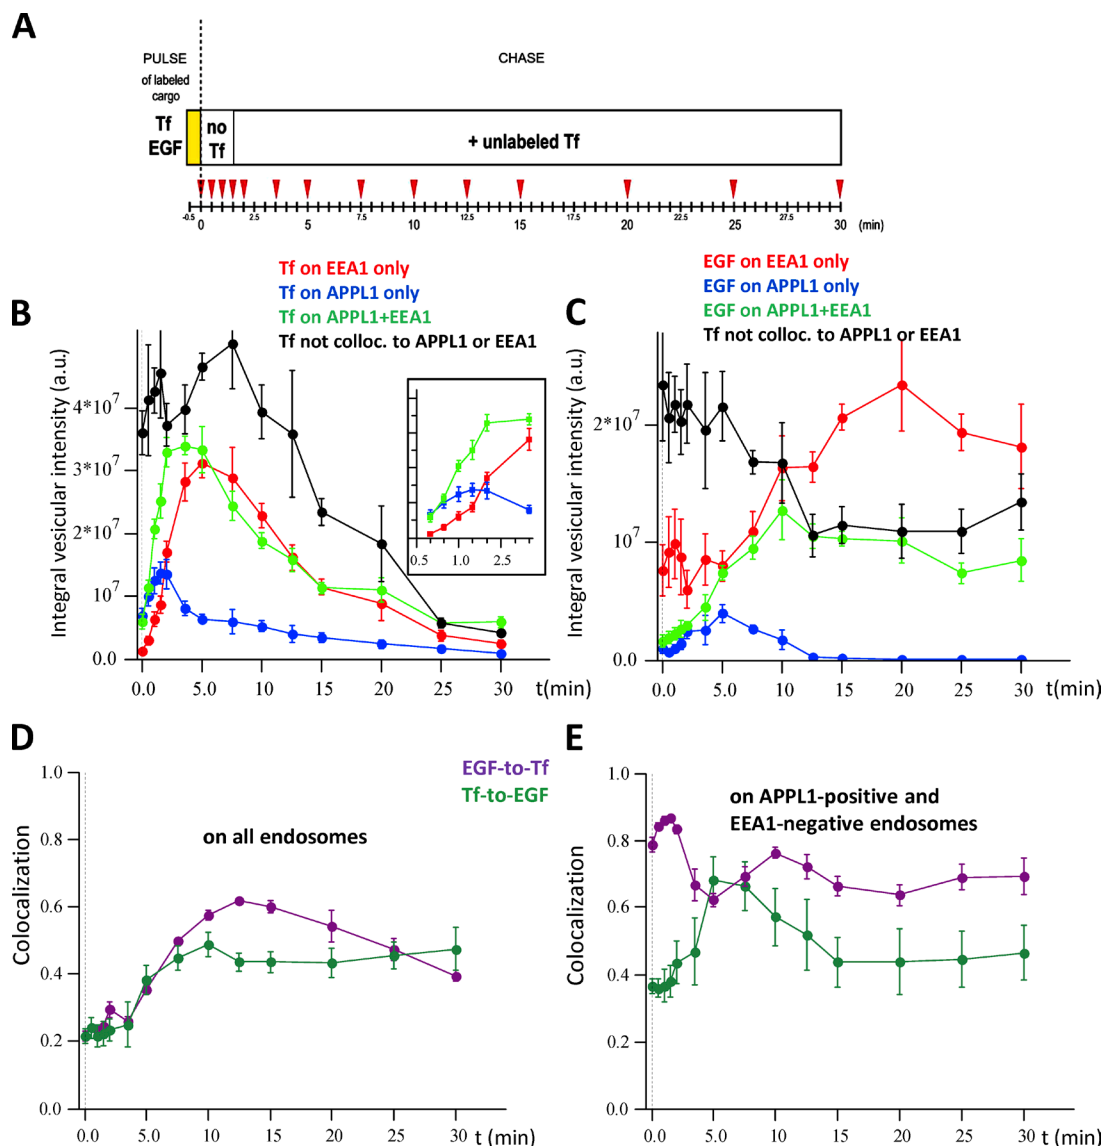 A
PULSE
CHASE
of labeled
cargo
Tf
EGF
no
Tf
+ unlabeled Tf
-0.5 0 2.5 5 7.5 10 12.5 15 17.5 20 22.5 25 27.5 30 (min)
B
Tf on EEA1 only
Tf on APPL1 only
Tf on APPL1+EEA1
Tf not colloc. to APPL1 or EEA1
Integral vesicular intensity (a.u.)
4*10^7
3*10^7
2*10^7
10^7
0.0
0.0 5.0 10 15 20 25 30 t(min)
0.3 1.0 2.5
C
EGF on EEA1 only
EGF on APPL1 only
EGF on APPL1+EEA1
Tf not colloc. to APPL1 or EEA1
Integral vesicular intensity (a.u.)
2*10^7
10^7
0.0
0.0 5.0 10 15 20 25 30 t(min)
D
EGF-to-Tf
Tf-to-EGF
on all endosomes
Colocalization
1.0
0.8
0.6
0.4
0.2
0.0
0.0 5.0 10 15 20 25 30 t (min)
E
on APPL1-positive and
EEA1-negative endosomes
Colocalization
1.0
0.8
0.6
0.4
0.2
0.0
0.0 5.0 10 15 20 25 30 t (min)